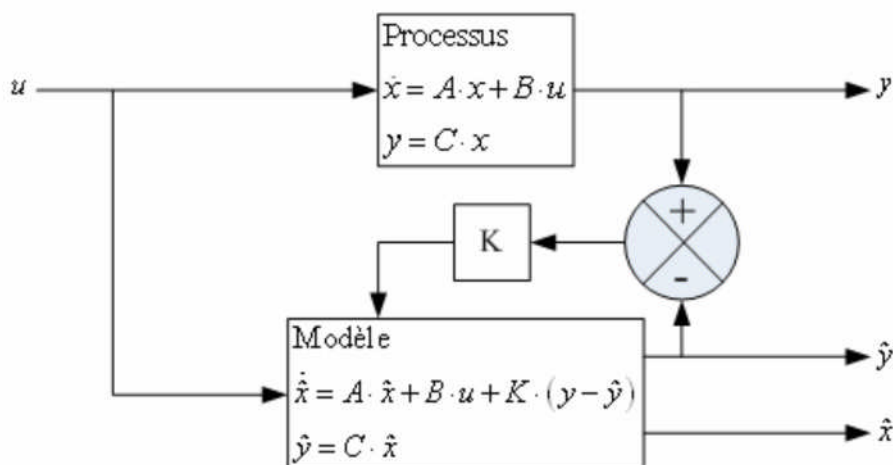 Processus
u
ẋ = A·x + B·u
y
y = C·x
+
K
-
Modèle
ŷ
x̂̇ = A·x̂ + B·u + K·(y − ŷ)
x̂
ŷ = C·x̂